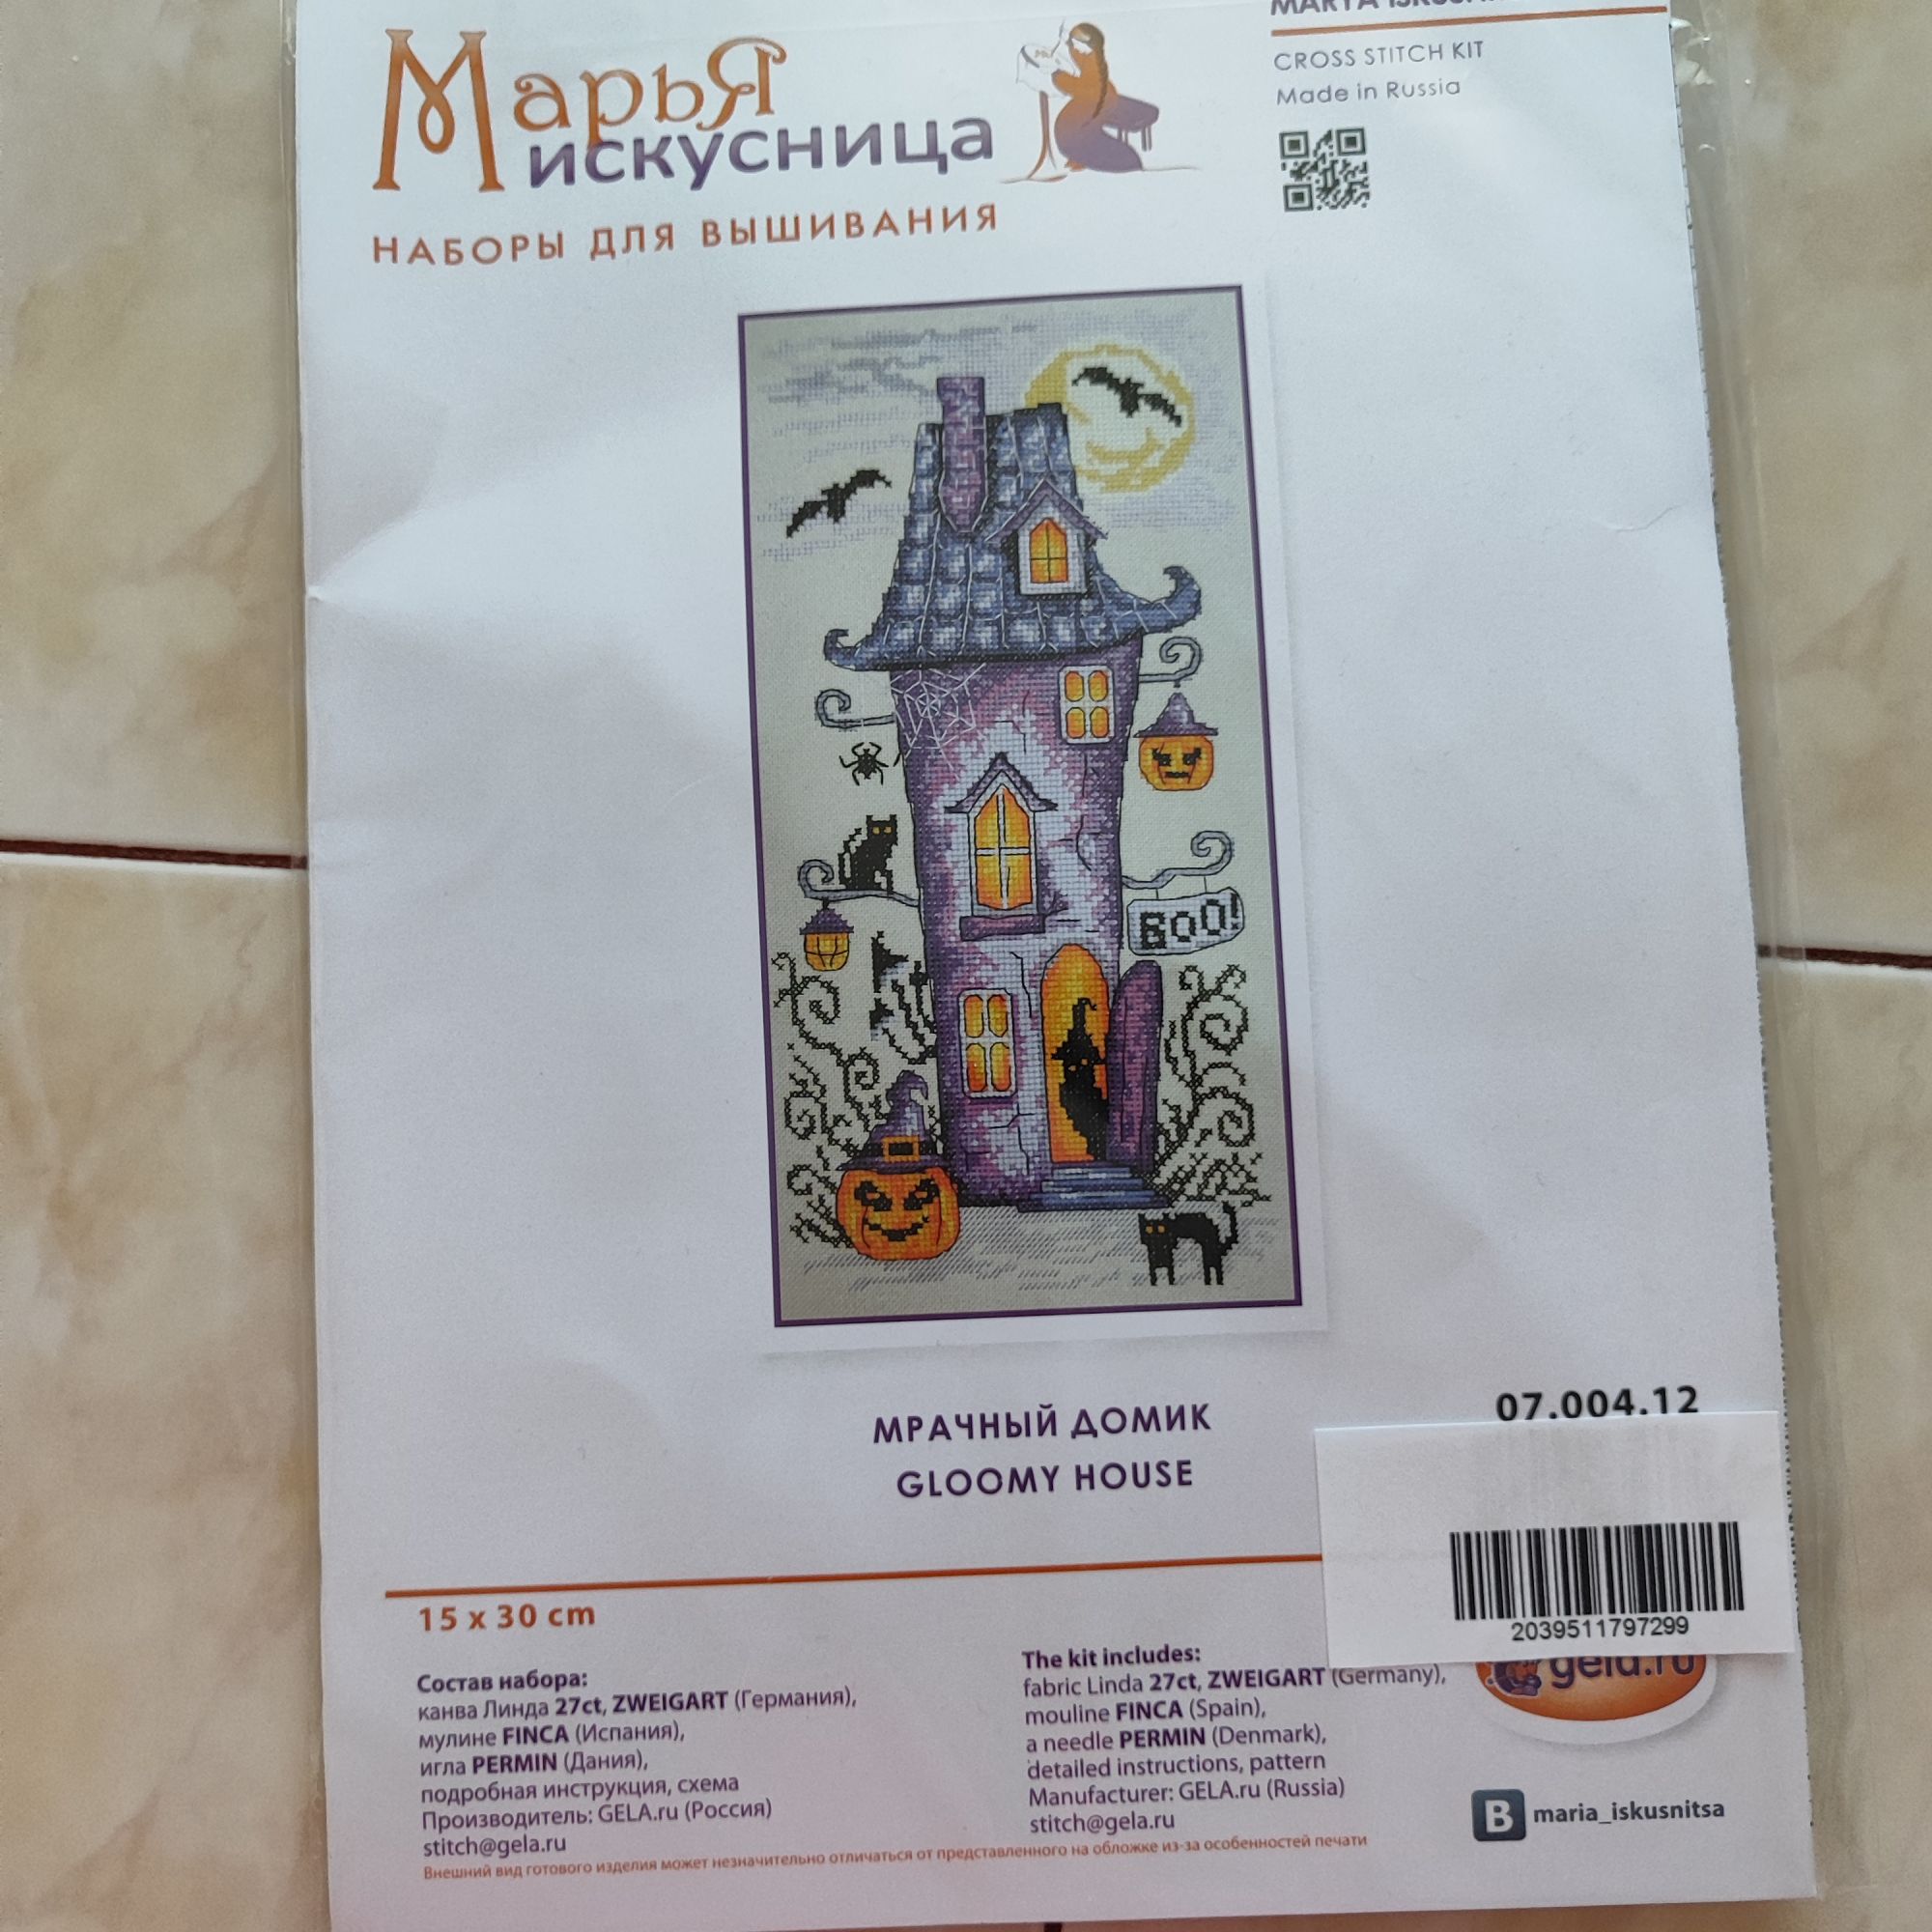 МарьЯ
искусница
НАБОРЫ ДЛЯ ВЫШИВАНИЯ
MARYA
CROSS STITCH KIT
Made in Russia
BOO!
МРАЧНЫЙ ДОМИК
GLOOMY HOUSE
07.004.12
2039511797299
15 x 30 cm
Состав набора:
канва Линда 27ct, ZWEIGART (Германия),
мулине FINCA (Испания),
игла PERMIN (Дания),
подробная инструкция, схема
Производитель: GELA.ru (Россия)
stitch@gela.ru
The kit includes:
fabric Linda 27ct, ZWEIGART (Germany),
mouline FINCA (Spain),
a needle PERMIN (Denmark),
detailed instructions, pattern
Manufacturer: GELA.ru (Russia)
stitch@gela.ru
gela.ru
B maria_iskusnitsa
Внешний вид готового изделия может незначительно отличаться от представленного на обложке из-за особенностей печати